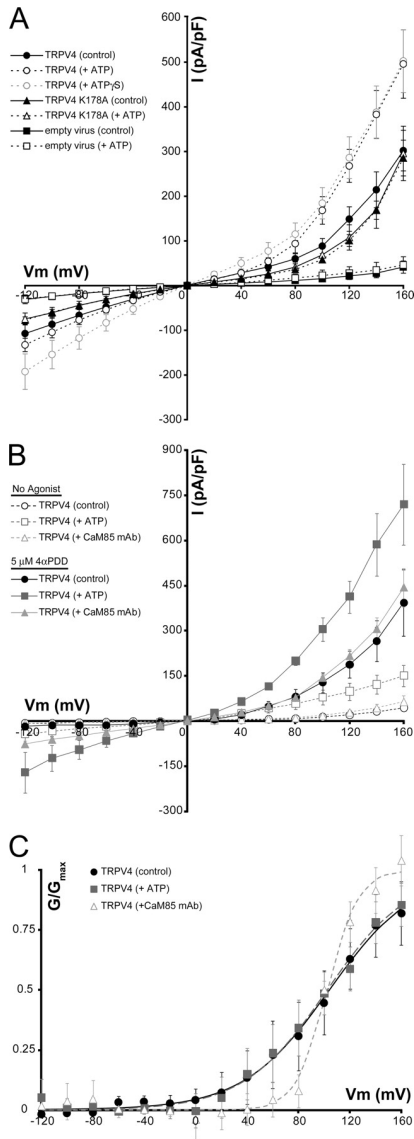 A
I (pA/pF)
TRPV4 (control)
TRPV4 (+ ATP)
TRPV4 (+ ATPγS)
TRPV4 K178A (control)
TRPV4 K178A (+ ATP)
empty virus (control)
empty virus (+ ATP)
600
500
400
300
200
100
Vm (mV)
-120
-80
-40
0
40
80
120
160
-100
-200
-300
B
I (pA/pF)
No Agonist
TRPV4 (control)
TRPV4 (+ ATP)
TRPV4 (+ CaM85 mAb)
5 μM 4αPDD
TRPV4 (control)
TRPV4 (+ ATP)
TRPV4 (+ CaM85 mAb)
900
750
600
450
300
150
Vm (mV)
-120
-80
-40
0
40
80
120
160
-150
-300
C
G/Gmax
TRPV4 (control)
TRPV4 (+ ATP)
TRPV4 (+CaM85 mAb)
1
0.75
0.5
0.25
0
Vm (mV)
-120
-80
-40
0
40
80
120
160